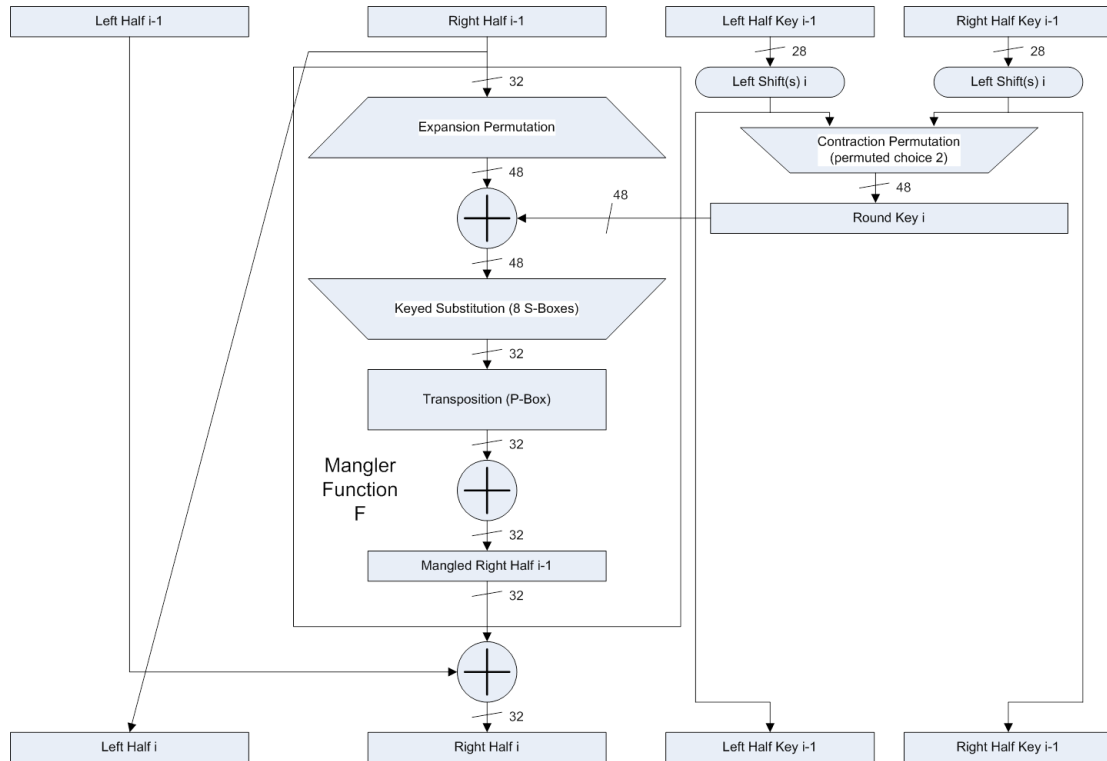 Left Half i-1
Right Half i-1
Left Half Key i-1
Right Half Key i-1
28
28
32
Left Shift(s) i
Left Shift(s) i
Expansion Permutation
Contraction Permutation
(permuted choice 2)
48
48
48
Round Key i
48
Keyed Substitution (8 S-Boxes)
32
Transposition (P-Box)
32
Mangler
Function
F
32
Mangled Right Half i-1
32
32
Left Half i
Right Half i
Left Half Key i-1
Right Half Key i-1